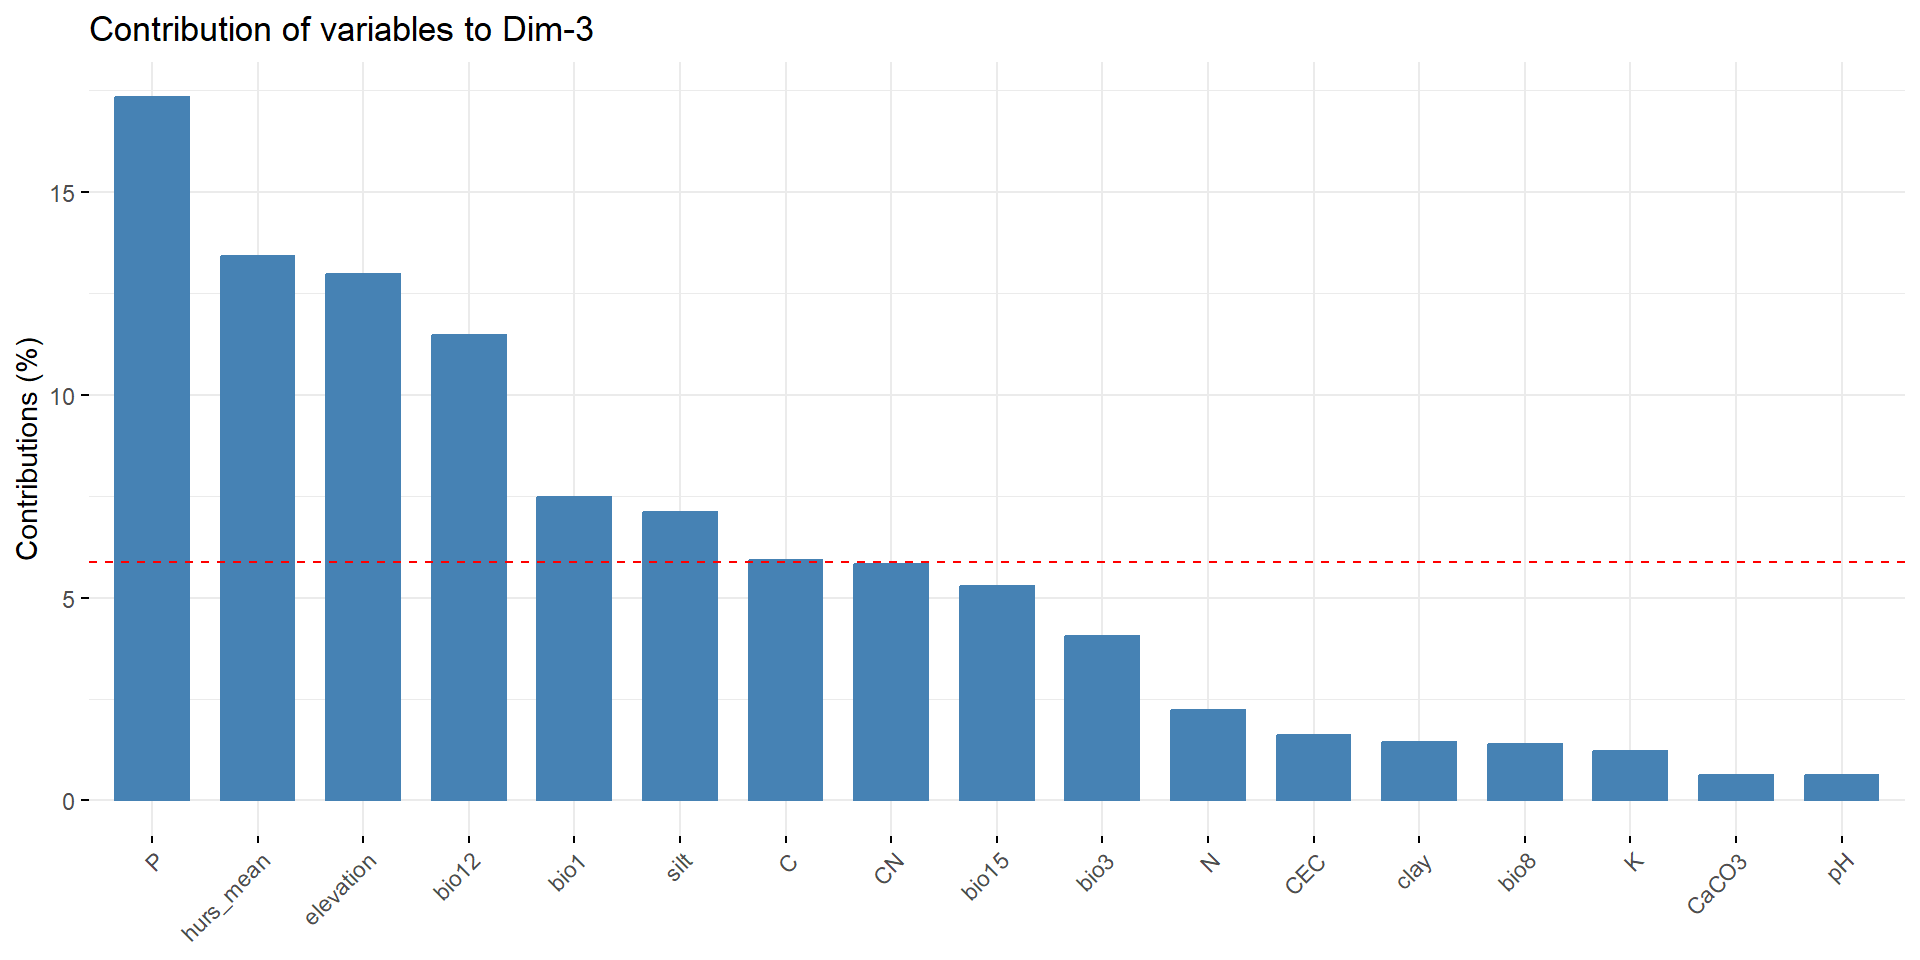 Contribution of variables to Dim-3
Contributions (%)
15
10
5
0
P
hurs_mean
elevation
bio12
bio1
silt
C
CN
bio15
bio3
N
CEC
clay
bio8
K
CaCO3
pH